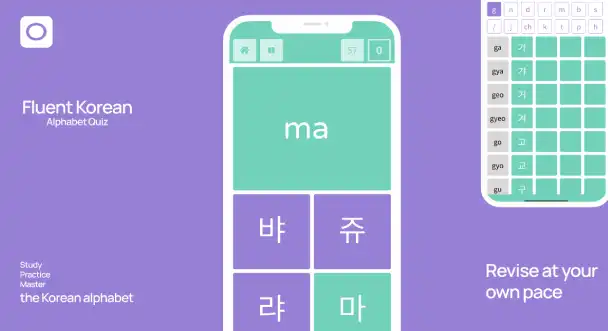 Fluent Korean
Alphabet Quiz
Study
Practice
Master
the Korean alphabet
57
0
ma
뱌
쥬
랴
마
g n d r m b s
j ch k t p h
ga 가
gya 갸
geo 거
gyeo 겨
go 고
gyo 교
gu 구
Revise at your
own pace